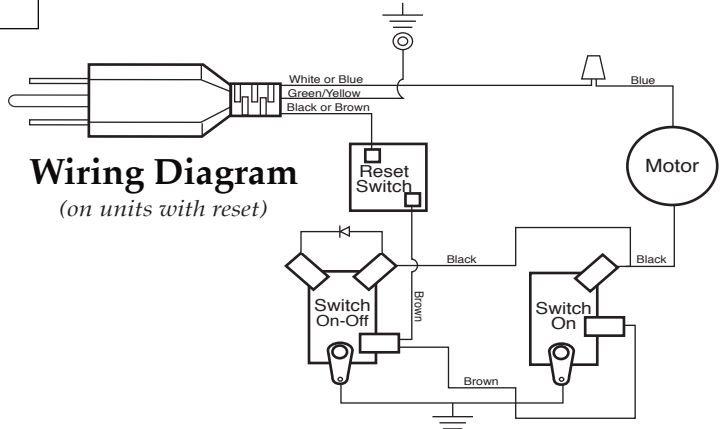 White or Blue
Green/Yellow
Black or Brown
Blue
Wiring Diagram
(on units with reset)
Reset
Switch
Motor
Black
Black
Brown
Switch
On-Off
Switch
On
Brown